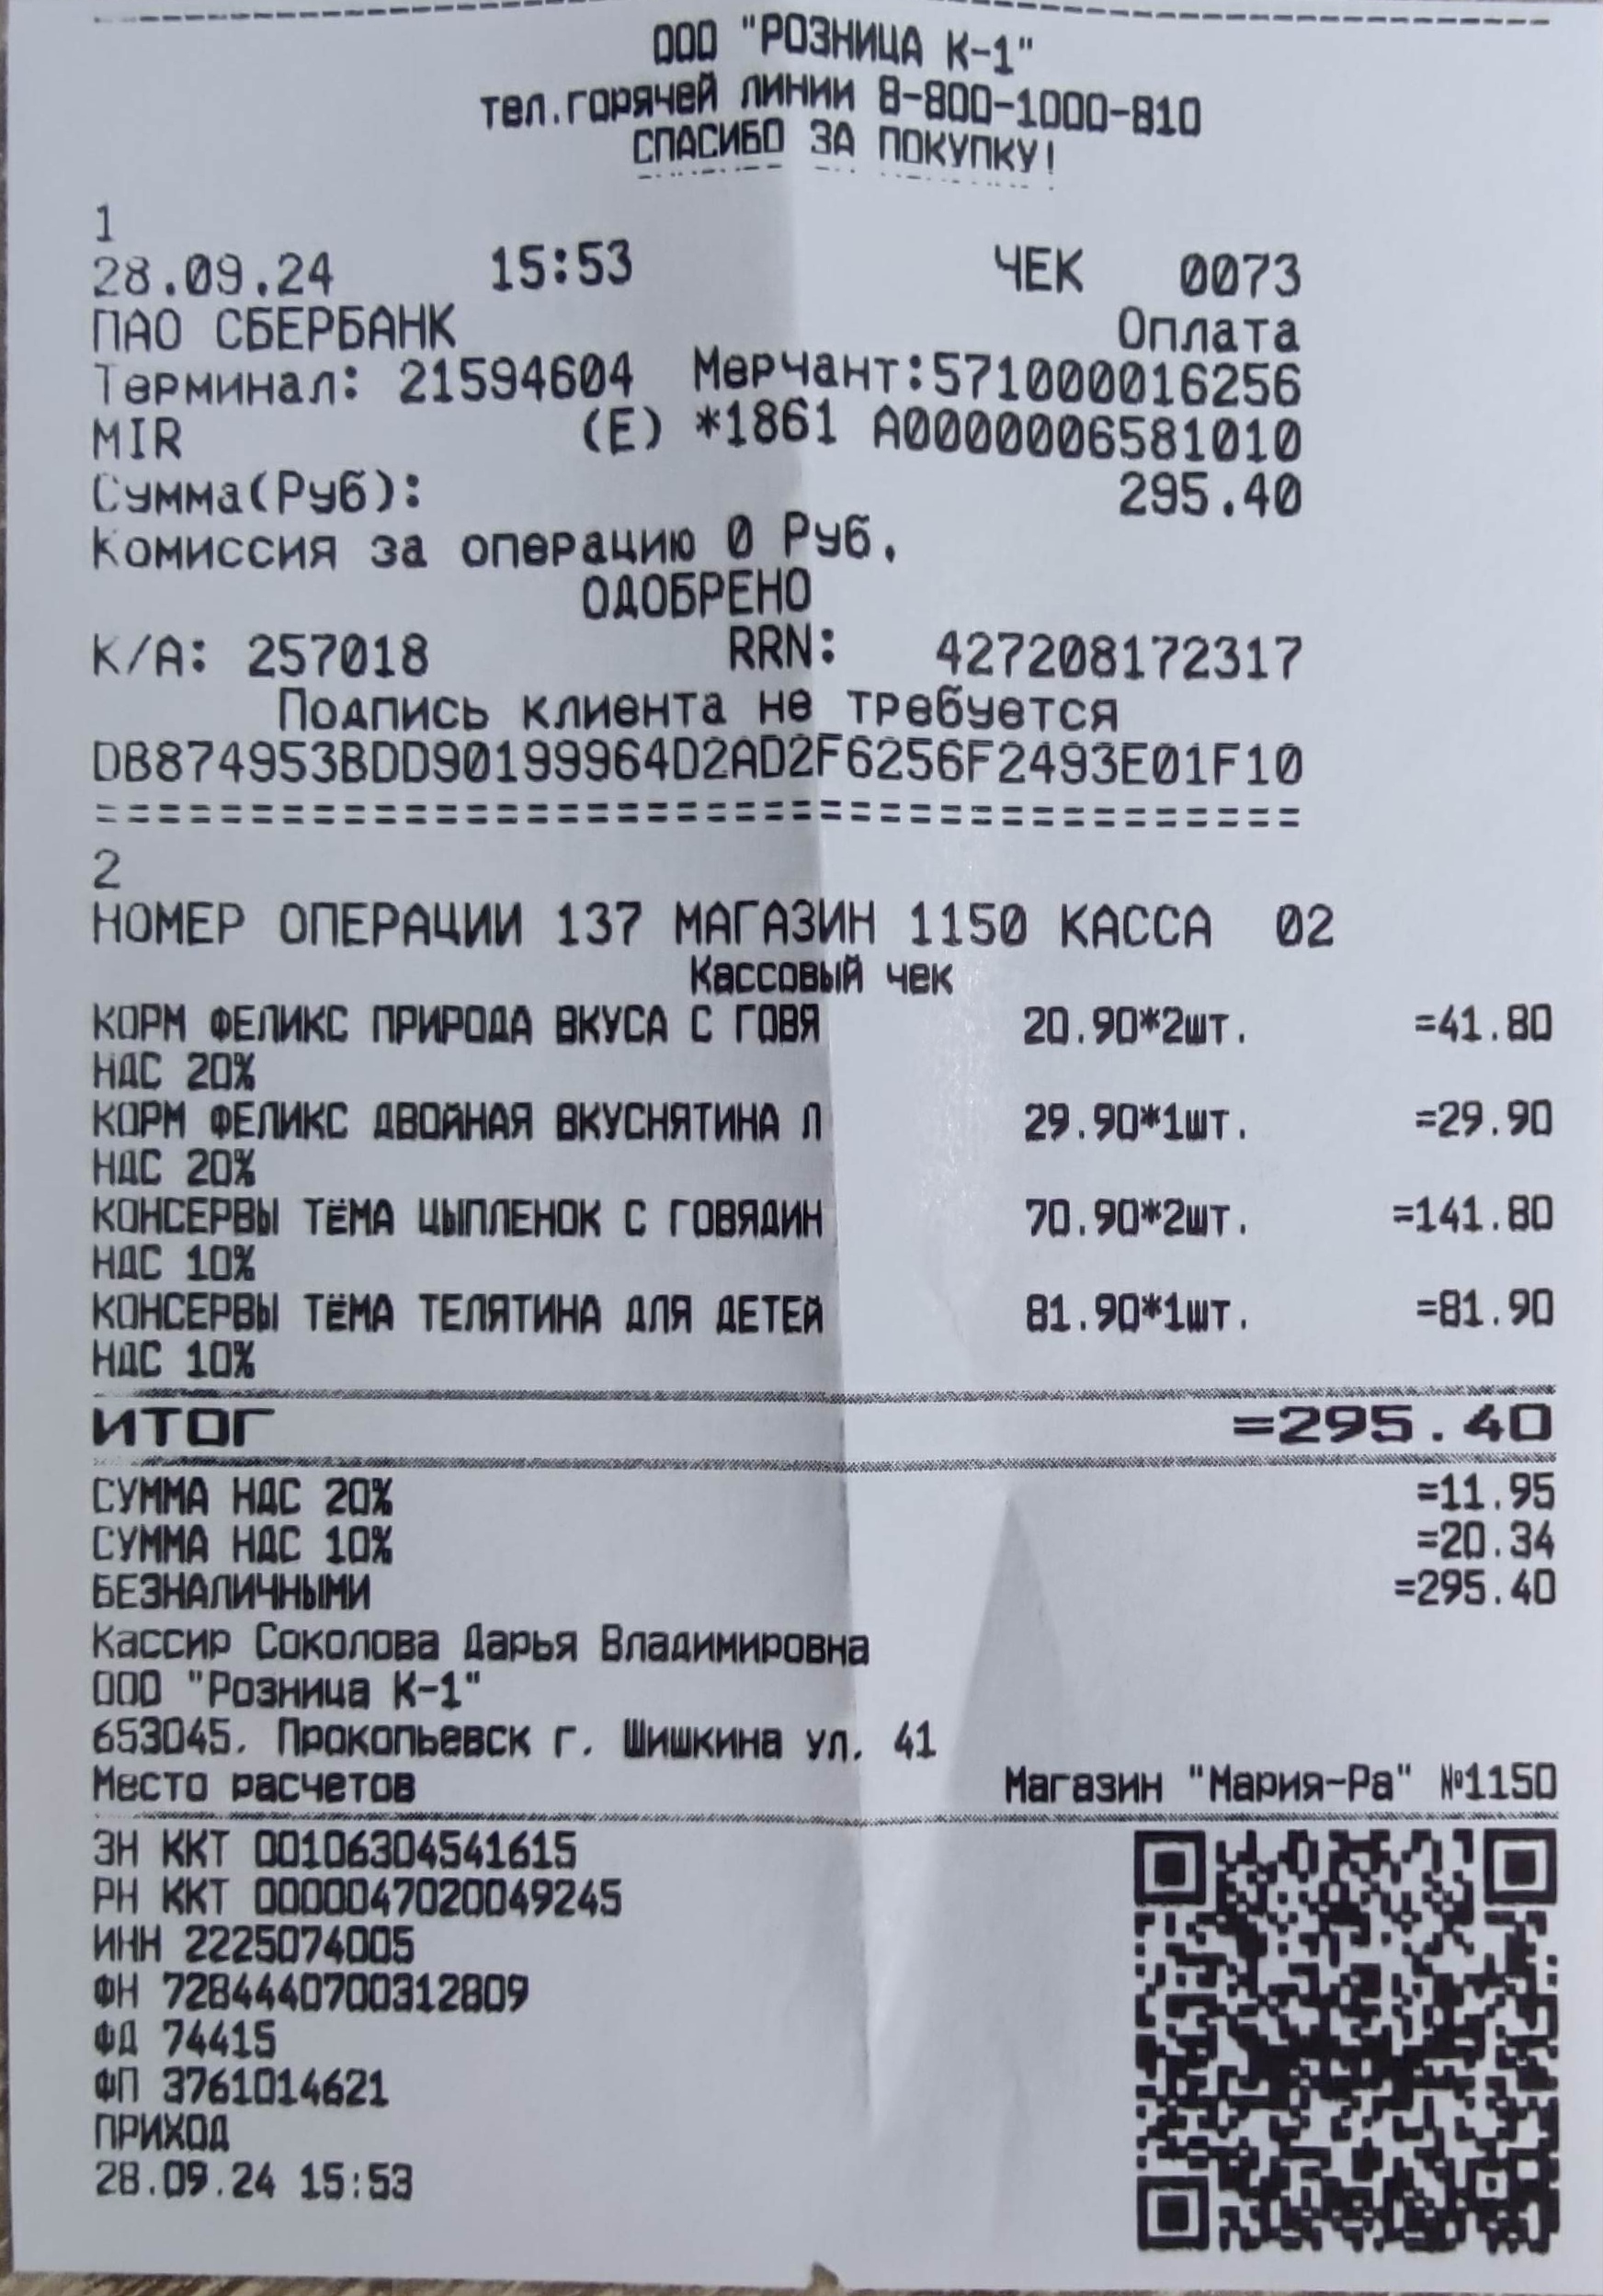 ООО "РОЗНИЦА К-1"
тел.горячей линии 8-800-1000-810
СПАСИБО ЗА ПОКУПКУ!
1
28.09.24 15:53 ЧЕК 0073
ПАО СБЕРБАНК Оплата
Терминал: 21594604 Мерчант:571000016256
MIR (E) *1861 A0000006581010
Сумма(Руб): 295.40
Комиссия за операцию 0 Руб.
ОДОБРЕНО
К/А: 257018 RRN: 427208172317
Подпись клиента не требуется
DB874953BDD90199964D2AD2F6256F2493E01F10
========================================
2
НОМЕР ОПЕРАЦИИ 137 МАГАЗИН 1150 КАССА 02
Кассовый чек
КОРМ ФЕЛИКС ПРИРОДА ВКУСА С ГОВЯ 20.90*2шт. =41.80
НДС 20%
КОРМ ФЕЛИКС ДВОЙНАЯ ВКУСНЯТИНА Л 29.90*1шт. =29.90
НДС 20%
КОНСЕРВЫ ТЁМА ЦЫПЛЕНОК С ГОВЯДИН 70.90*2шт. =141.80
НДС 10%
КОНСЕРВЫ ТЁМА ТЕЛЯТИНА ДЛЯ ДЕТЕЙ 81.90*1шт. =81.90
НДС 10%
ИТОГ =295.40
СУММА НДС 20% =11.95
СУММА НДС 10% =20.34
БЕЗНАЛИЧНЫМИ =295.40
Кассир Соколова Дарья Владимировна
ООО "Розница К-1"
653045, Прокопьевск г. Шишкина ул. 41
Место расчетов Магазин "Мария-Ра" №1150
ЗН ККТ 00106304541615
РН ККТ 0000047020049245
ИНН 2225074005
ФН 7284440700312809
ФД 74415
ФП 3761014621
ПРИХОД
28.09.24 15:53